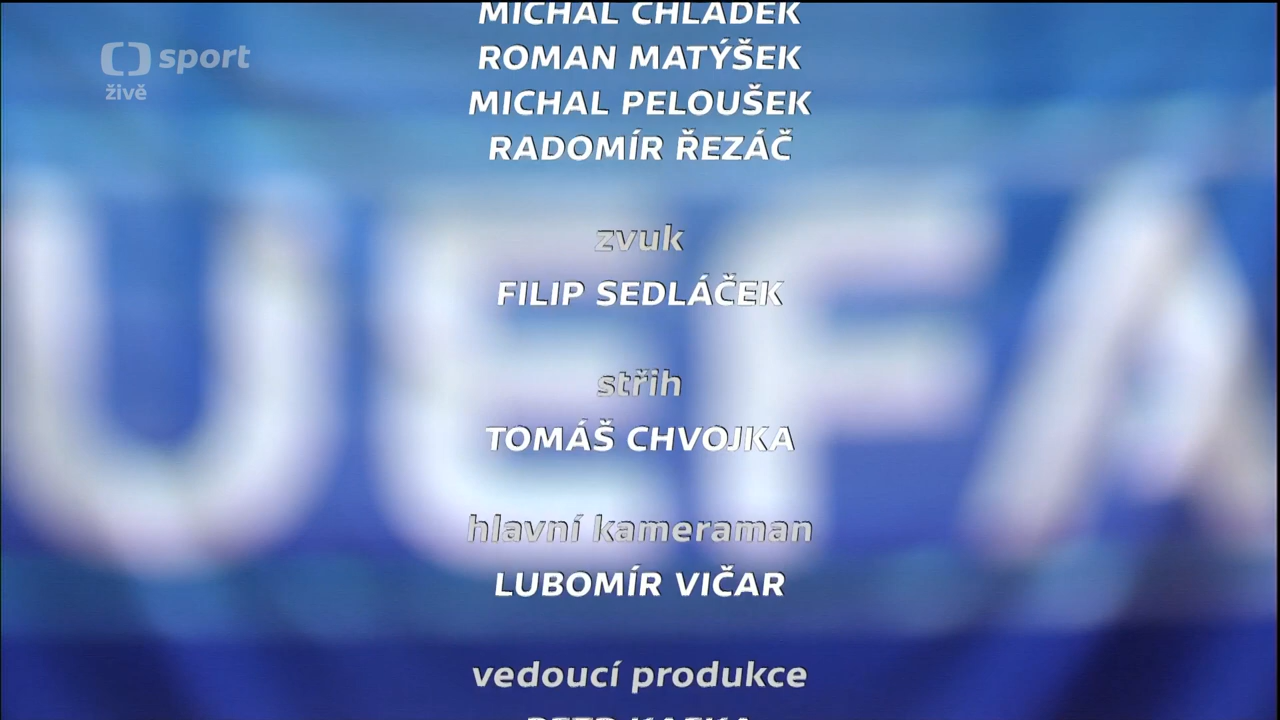 sport
živě
MICHAL CHLÁDEK
ROMAN MATÝŠEK
MICHAL PELOUŠEK
RADOMÍR ŘEZÁČ
zvuk
FILIP SEDLÁČEK
střih
TOMÁŠ CHVOJKA
hlavní kameraman
LUBOMÍR VIČAR
vedoucí produkce
UEFA